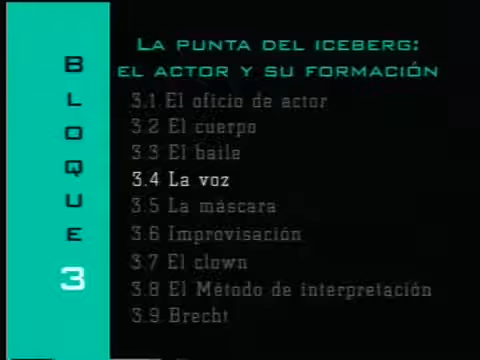 BLOQUE
3
LA PUNTA DEL ICEBERG:
EL ACTOR Y SU FORMACIÓN
3.1 El oficio de actor
3.2 El cuerpo
3.3 El baile
3.4 La voz
3.5 La máscara
3.6 Improvisación
3.7 El clown
3.8 El Método de interpretación
3.9 Brecht